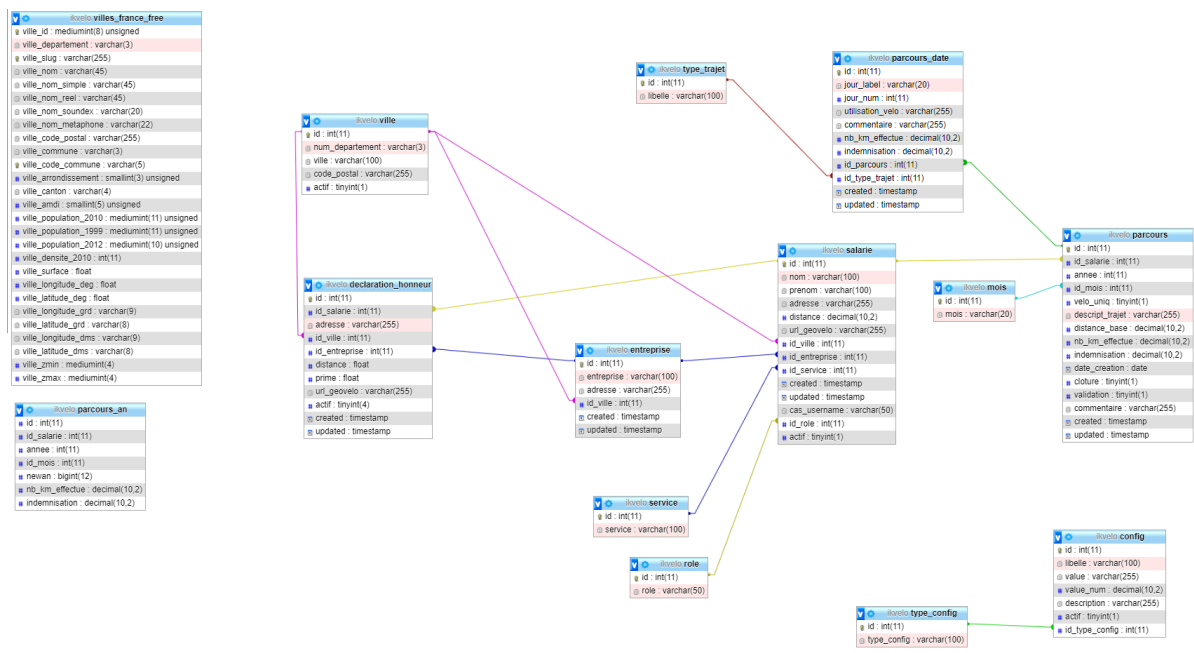 ikvelo villes_france_free
ville_id : mediumint(8) unsigned
ville_departement : varchar(3)
ville_slug : varchar(255)
ville_nom : varchar(45)
ville_nom_simple : varchar(45)
ville_nom_reel : varchar(45)
ville_nom_soundex : varchar(20)
ville_nom_metaphone : varchar(22)
ville_code_postal : varchar(255)
ville_commune : varchar(3)
ville_code_commune : varchar(5)
ville_arrondissement : smallint(3) unsigned
ville_canton : varchar(4)
ville_amdi : smallint(5) unsigned
ville_population_2010 : mediumint(11) unsigned
ville_population_1999 : mediumint(11) unsigned
ville_population_2012 : mediumint(10) unsigned
ville_densite_2010 : int(11)
ville_surface : float
ville_longitude_deg : float
ville_latitude_deg : float
ville_longitude_grd : varchar(9)
ville_latitude_grd : varchar(8)
ville_longitude_dms : varchar(9)
ville_latitude_dms : varchar(8)
ville_zmin : mediumint(4)
ville_zmax : mediumint(4)
ikvelo parcours_an
id : int(11)
id_salarie : int(11)
annee : int(11)
id_mois : int(11)
newan : bigint(12)
nb_km_effectue : decimal(10,2)
indemnisation : decimal(10,2)
ikvelo ville
id : int(11)
num_departement : varchar(3)
ville : varchar(100)
code_postal : varchar(255)
actif : tinyint(1)
ikvelo declaration_honneur
id : int(11)
id_salarie : int(11)
adresse : varchar(255)
id_ville : int(11)
id_entreprise : int(11)
distance : float
prime : float
url_geovelo : varchar(255)
actif : tinyint(4)
created : timestamp
updated : timestamp
ikvelo entreprise
id : int(11)
entreprise : varchar(100)
adresse : varchar(255)
id_ville : int(11)
created : timestamp
updated : timestamp
ikvelo service
id : int(11)
service : varchar(100)
ikvelo role
id : int(11)
role : varchar(50)
ikvelo type_trajet
id : int(11)
libelle : varchar(100)
ikvelo parcours_date
id : int(11)
jour_label : varchar(20)
jour_num : int(11)
utilisation_velo : varchar(255)
commentaire : varchar(255)
nb_km_effectue : decimal(10,2)
indemnisation : decimal(10,2)
id_parcours : int(11)
id_type_trajet : int(11)
created : timestamp
updated : timestamp
ikvelo salarie
id : int(11)
nom : varchar(100)
prenom : varchar(100)
adresse : varchar(255)
distance : decimal(10,2)
url_geovelo : varchar(255)
id_ville : int(11)
id_entreprise : int(11)
id_service : int(11)
created : timestamp
updated : timestamp
cas_username : varchar(50)
id_role : int(11)
actif : tinyint(1)
ikvelo mois
id : int(11)
mois : varchar(20)
ikvelo parcours
id : int(11)
id_salarie : int(11)
annee : int(11)
id_mois : int(11)
velo_uniq : tinyint(1)
descript_trajet : varchar(255)
distance_base : decimal(10,2)
nb_km_effectue : decimal(10,2)
indemnisation : decimal(10,2)
date_creation : date
cloture : tinyint(1)
validation : tinyint(1)
commentaire : varchar(255)
created : timestamp
updated : timestamp
ikvelo type_config
id : int(11)
type_config : varchar(100)
ikvelo config
id : int(11)
libelle : varchar(100)
value : varchar(255)
value_num : decimal(10,2)
description : varchar(255)
actif : tinyint(1)
id_type_config : int(11)